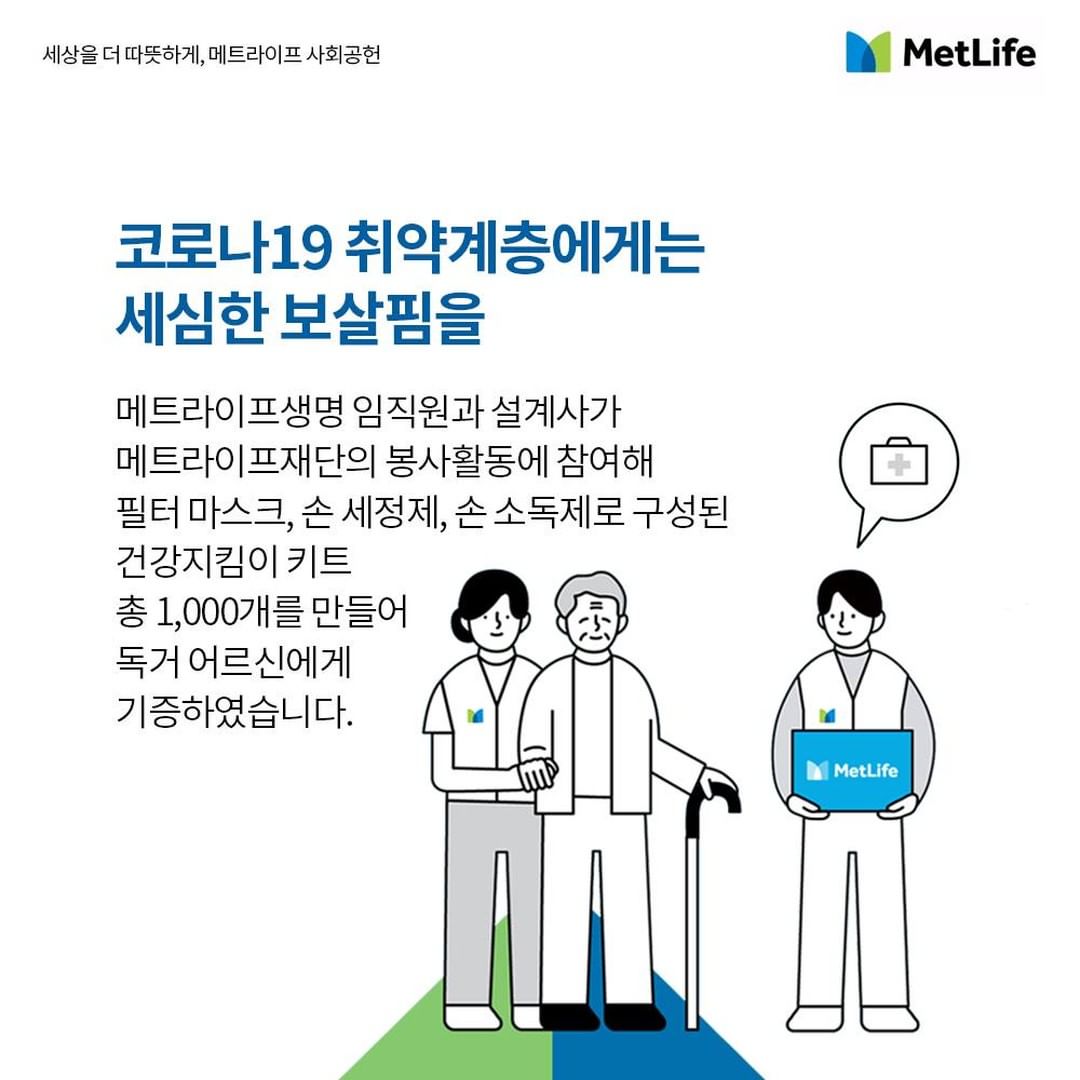 세상을 더 따뜻하게, 메트라이프 사회공헌
MetLife
코로나19 취약계층에게는
세심한 보살핌을
메트라이프생명 임직원과 설계사가
메트라이프재단의 봉사활동에 참여해
필터 마스크, 손 세정제, 손 소독제로 구성된
건강지킴이 키트
총 1,000개를 만들어
독거 어르신에게
기증하였습니다.
MetLife